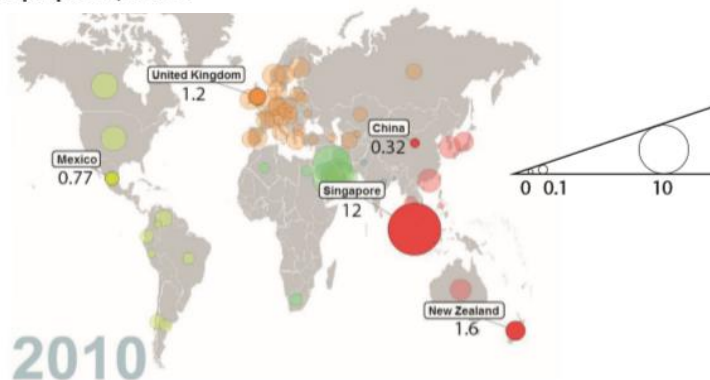 United Kingdom
1.2
China
0.32
Mexico
0.77
Singapore
12
0 0.1 10
New Zealand
1.6
2010